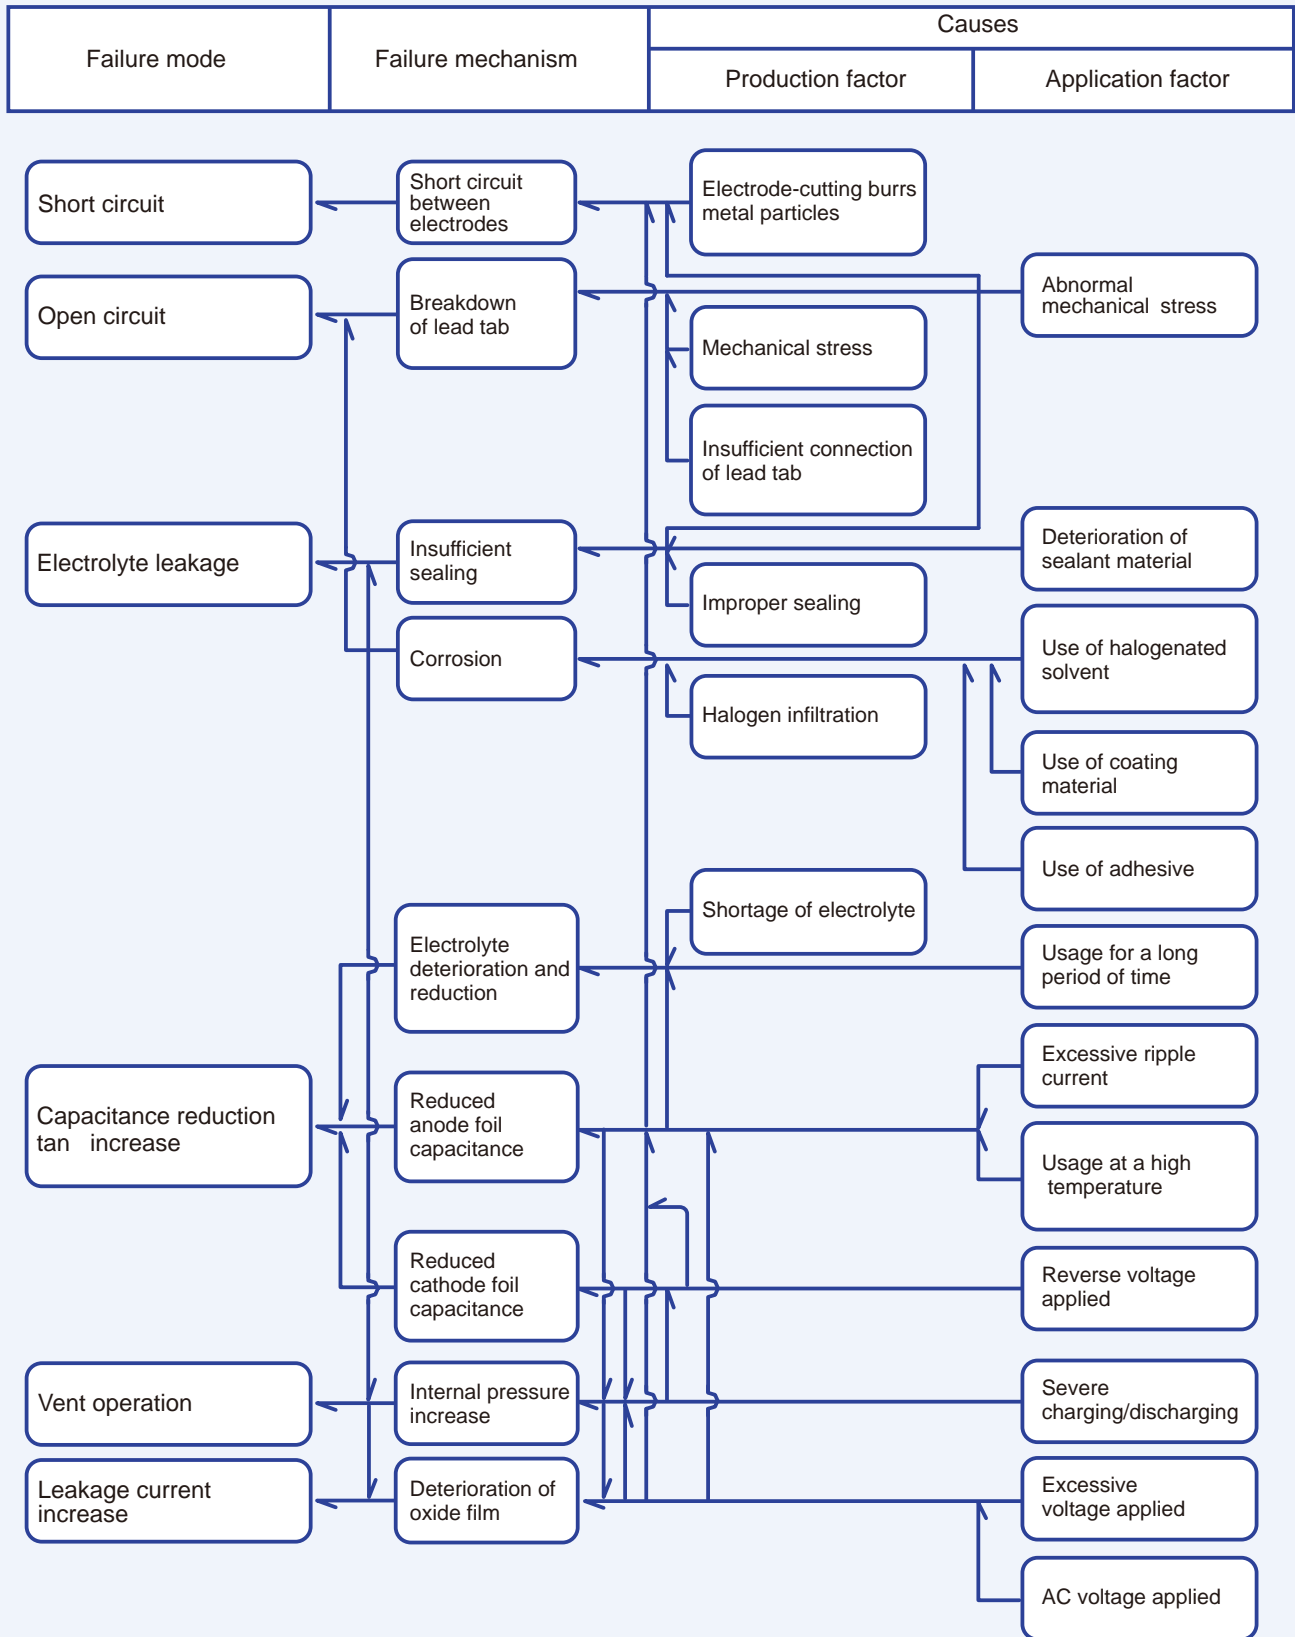 Failure mode
Failure mechanism
Causes
Production factor
Application factor
Short circuit
Short circuit
between
electrodes
Electrode-cutting burrs
metal particles
Open circuit
Breakdown
of lead tab
Abnormal
mechanical stress
Mechanical stress
Insufficient connection
of lead tab
Electrolyte leakage
Insufficient
sealing
Deterioration of
sealant material
Improper sealing
Corrosion
Use of halogenated
solvent
Halogen infiltration
Use of coating
material
Use of adhesive
Shortage of electrolyte
Electrolyte
deterioration and
reduction
Usage for a long
period of time
Excessive ripple
current
Capacitance reduction
tan increase
Reduced
anode foil
capacitance
Usage at a high
temperature
Reduced
cathode foil
capacitance
Reverse voltage
applied
Vent operation
Internal pressure
increase
Severe
charging/discharging
Leakage current
increase
Deterioration of
oxide film
Excessive
voltage applied
AC voltage applied